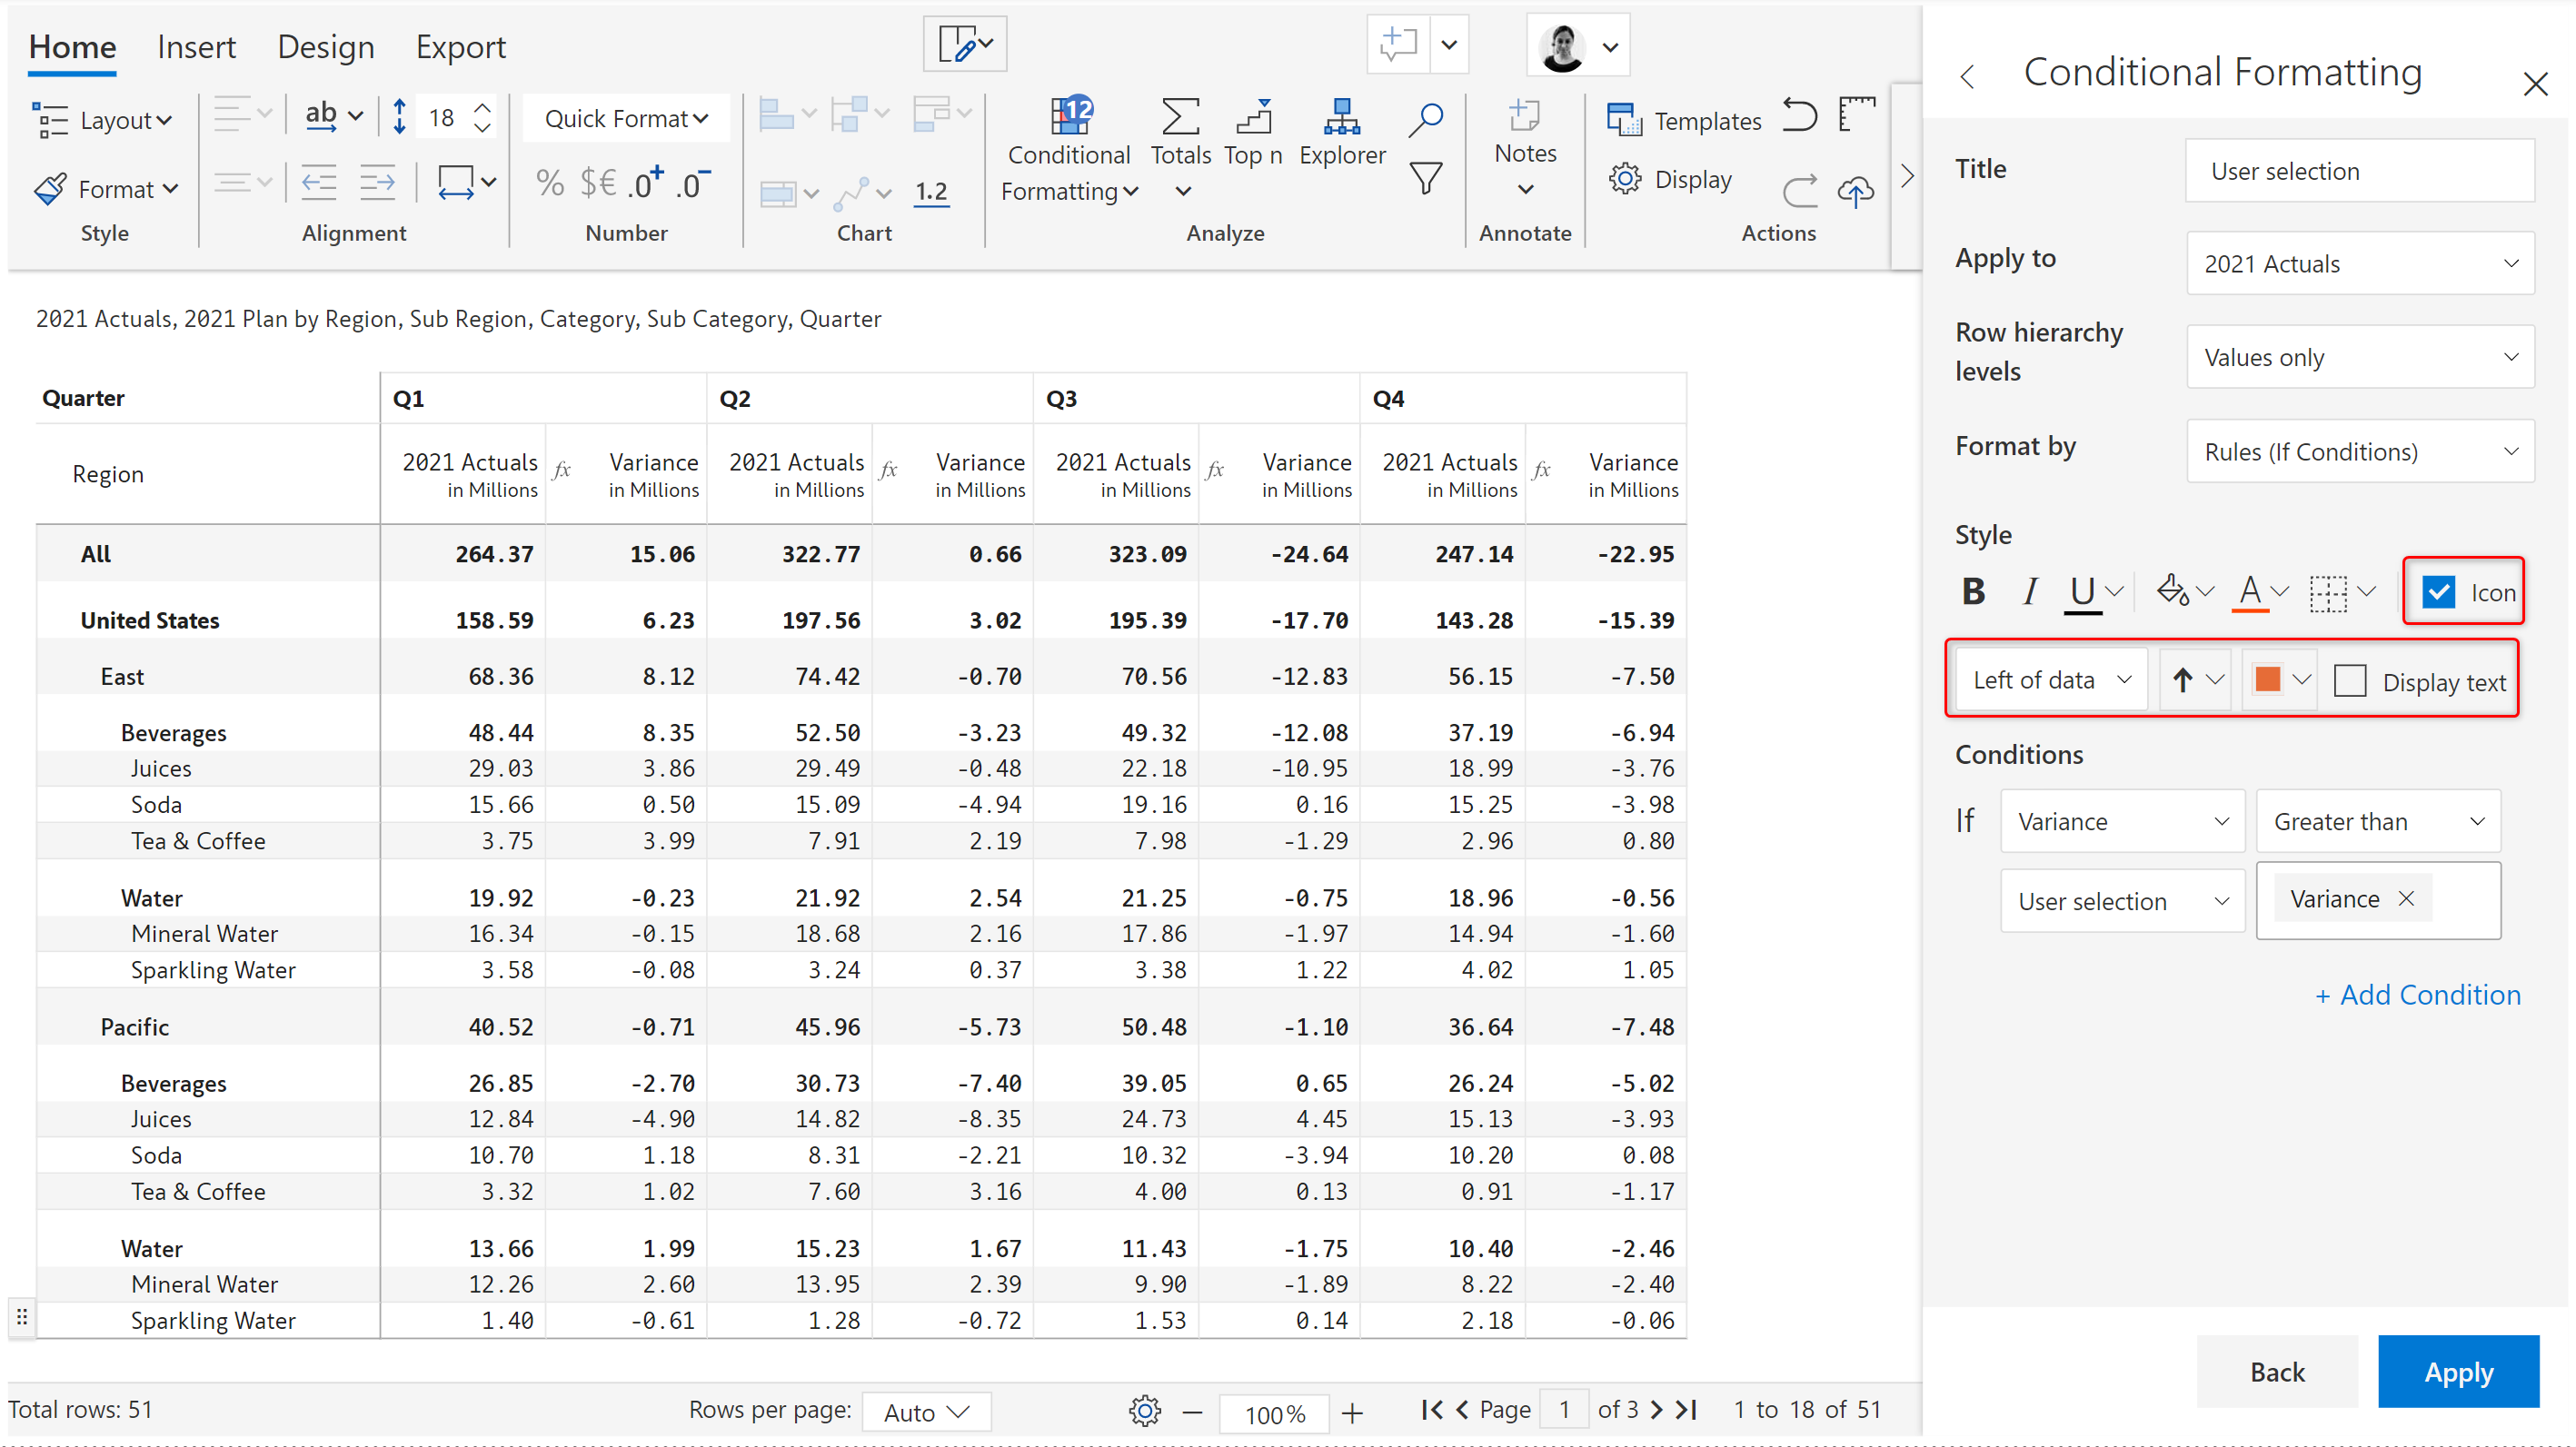 Home Insert Design Export
Layout ab 18 Quick Format
Format % $€ .0+ .0- 1.2
12
Conditional Formatting Totals Top n Explorer Notes Templates
Display
Style Alignment Number Chart Analyze Annotate Actions
2021 Actuals, 2021 Plan by Region, Sub Region, Category, Sub Category, Quarter
Quarter Q1 Q2 Q3 Q4
Region 2021 Actuals in Millions fx Variance in Millions 2021 Actuals in Millions fx Variance in Millions 2021 Actuals in Millions fx Variance in Millions 2021 Actuals in Millions fx Variance in Millions
All 264.37 15.06 322.77 0.66 323.09 -24.64 247.14 -22.95
United States 158.59 6.23 197.56 3.02 195.39 -17.70 143.28 -15.39
East 68.36 8.12 74.42 -0.70 70.56 -12.83 56.15 -7.50
Beverages 48.44 8.35 52.50 -3.23 49.32 -12.08 37.19 -6.94
Juices 29.03 3.86 29.49 -0.48 22.18 -10.95 18.99 -3.76
Soda 15.66 0.50 15.09 -4.94 19.16 0.16 15.25 -3.98
Tea & Coffee 3.75 3.99 7.91 2.19 7.98 -1.29 2.96 0.80
Water 19.92 -0.23 21.92 2.54 21.25 -0.75 18.96 -0.56
Mineral Water 16.34 -0.15 18.68 2.16 17.86 -1.97 14.94 -1.60
Sparkling Water 3.58 -0.08 3.24 0.37 3.38 1.22 4.02 1.05
Pacific 40.52 -0.71 45.96 -5.73 50.48 -1.10 36.64 -7.48
Beverages 26.85 -2.70 30.73 -7.40 39.05 0.65 26.24 -5.02
Juices 12.84 -4.90 14.82 -8.35 24.73 4.45 15.13 -3.93
Soda 10.70 1.18 8.31 -2.21 10.32 -3.94 10.20 0.08
Tea & Coffee 3.32 1.02 7.60 3.16 4.00 0.13 0.91 -1.17
Water 13.66 1.99 15.23 1.67 11.43 -1.75 10.40 -2.46
Mineral Water 12.26 2.60 13.95 2.39 9.90 -1.89 8.22 -2.40
Sparkling Water 1.40 -0.61 1.28 -0.72 1.53 0.14 2.18 -0.06
Total rows: 51 Rows per page: Auto 100% Page 1 of 3 1 to 18 of 51
Conditional Formatting
Title User selection
Apply to 2021 Actuals
Row hierarchy levels Values only
Format by Rules (If Conditions)
Style
B I U A Icon
Left of data Display text
Conditions
If Variance Greater than
User selection Variance
+ Add Condition
Back Apply